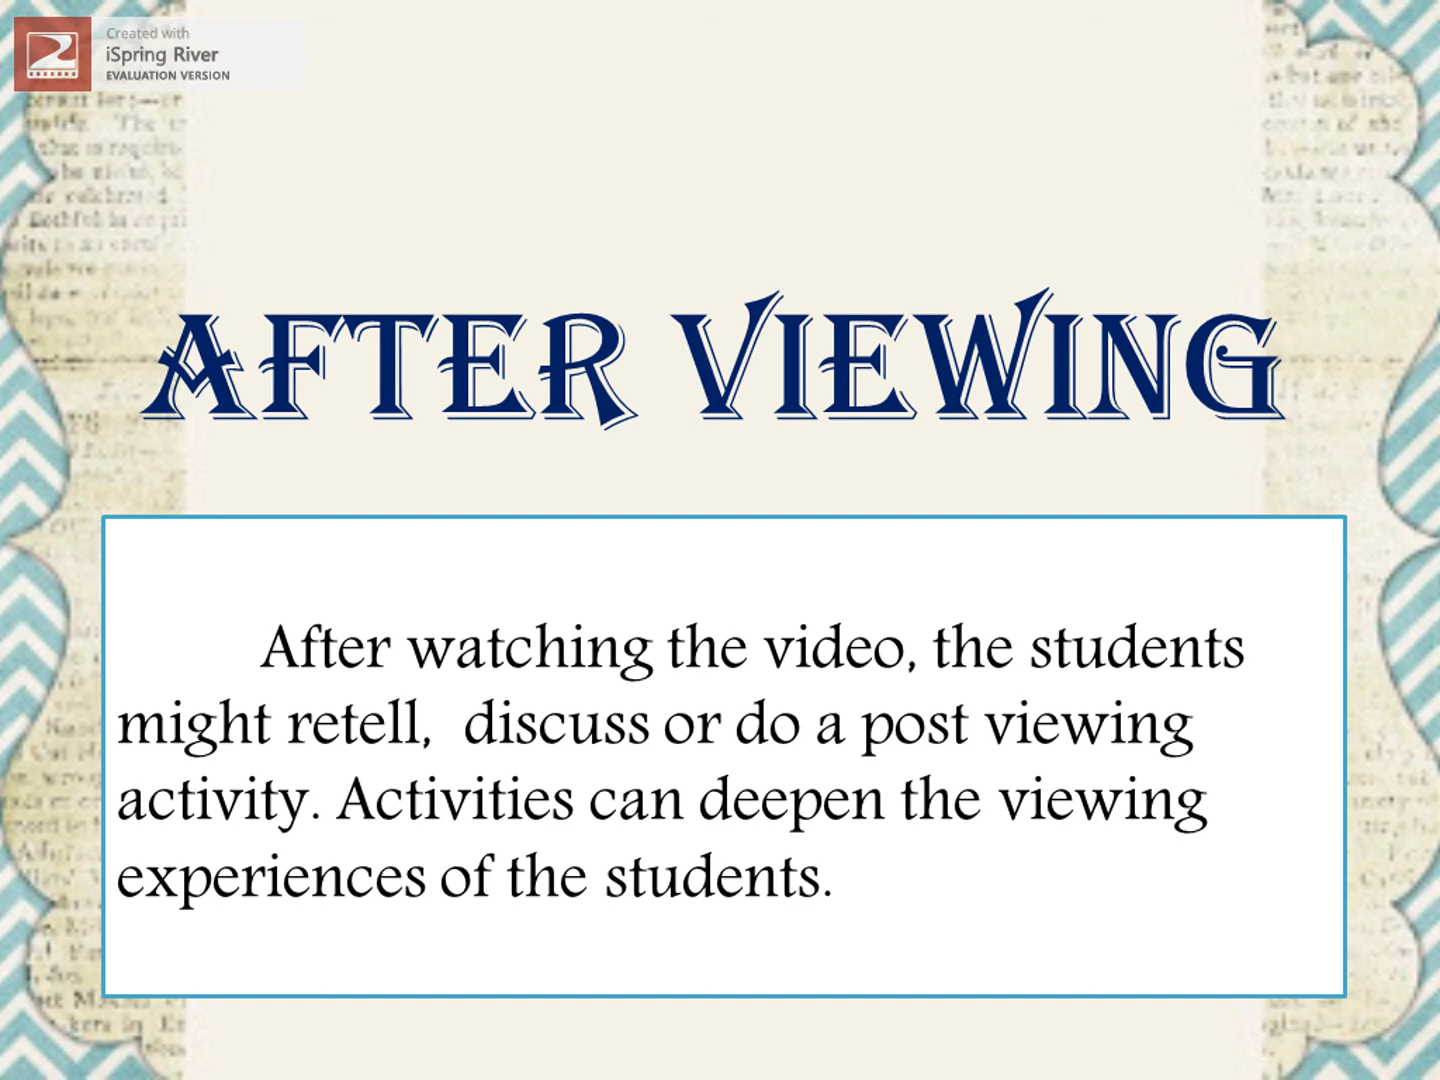 Created with
iSpring River
EVALUATION VERSION
AFTER VIEWING
After watching the video, the students
might retell, discuss or do a post viewing
activity. Activities can deepen the viewing
experiences of the students.